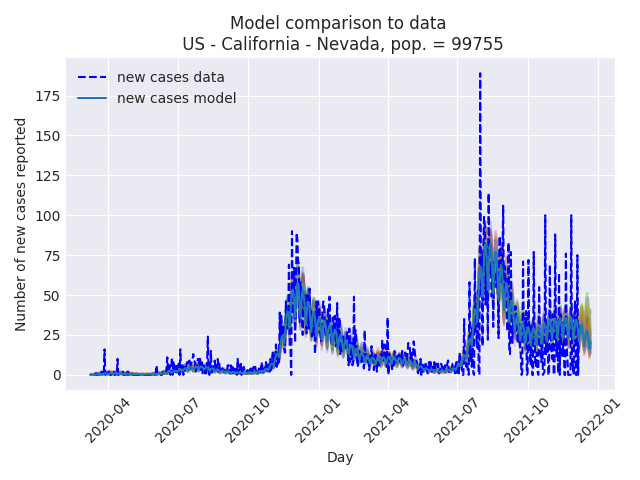 Model comparison to data
US - California - Nevada, pop. = 99755
new cases data
new cases model
Number of new cases reported
175
150
125
100
75
50
25
0
2020-04
2020-07
2020-10
2021-01
2021-04
2021-07
2021-10
2022-01
Day